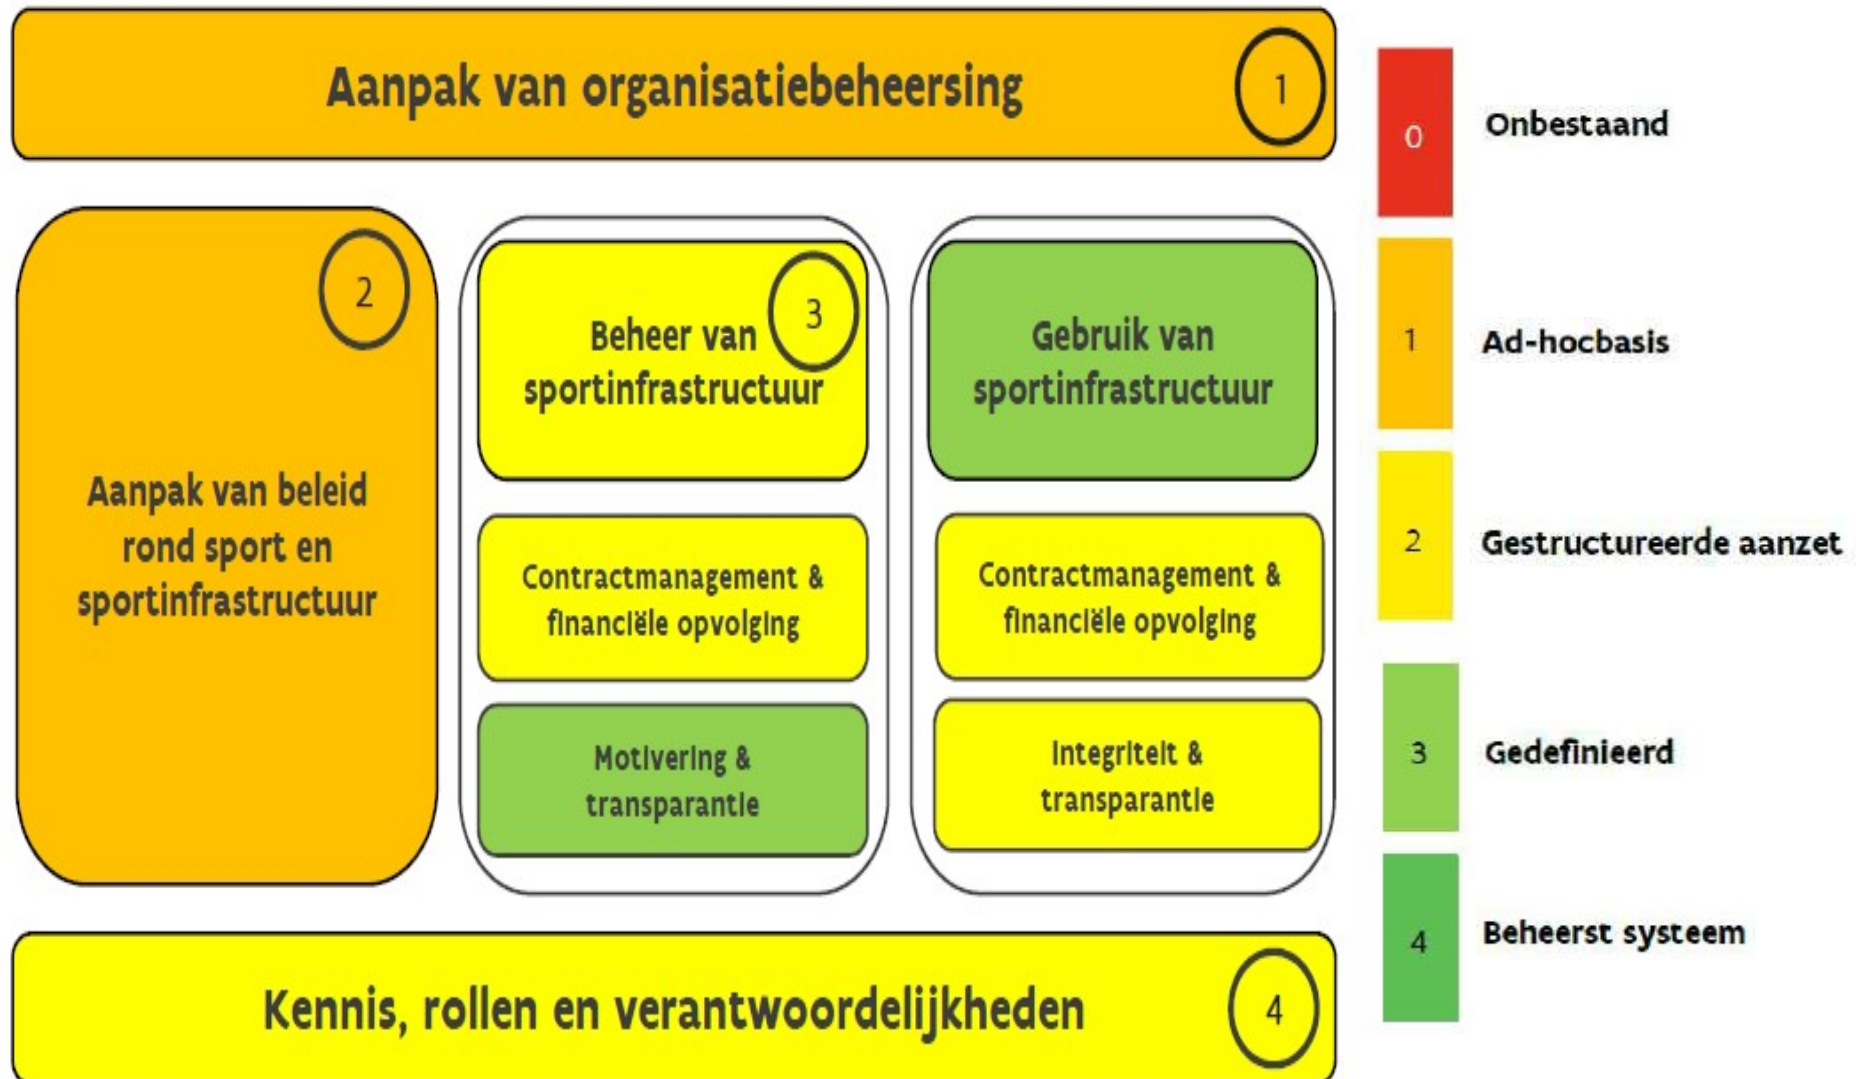 Aanpak van organisatiebeheersing
1
2
Aanpak van beleid
rond sport en
sportinfrastructuur
3
Beheer van
sportinfrastructuur
Contractmanagement &
financiële opvolging
Motivering &
transparantie
Gebruik van
sportinfrastructuur
Contractmanagement &
financiële opvolging
Integriteit &
transparantie
Kennis, rollen en verantwoordelijkheden
4
0
Onbestaand
1
Ad-hocbasis
2
Gestructureerde aanzet
3
Gedefinieerd
4
Beheerst systeem